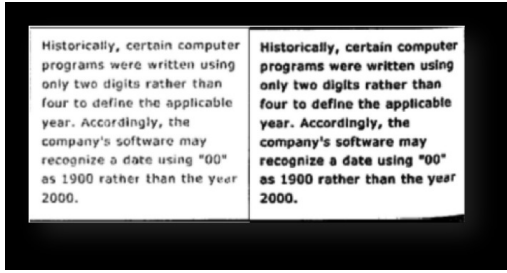 Historically, certain computer
programs were written using
only two digits rather than
four to define the applicable
year. Accordingly, the
company's software may
recognize a date using "00"
as 1900 rather than the year
2000.
Historically, certain computer
programs were written using
only two digits rather than
four to define the applicable
year. Accordingly, the
company's software may
recognize a date using "00"
as 1900 rather than the year
2000.